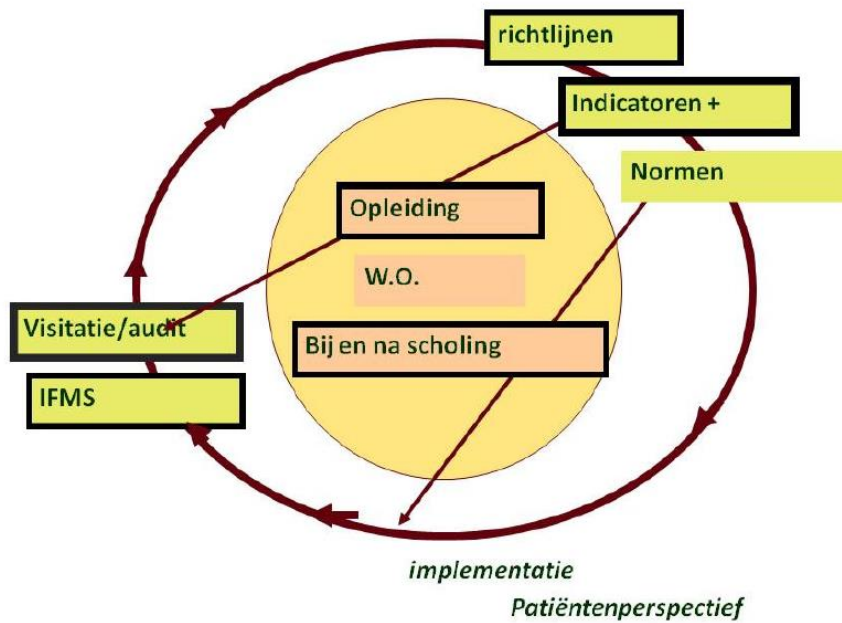 richtlijnen
Indicatoren +
Normen
Opleiding
W.O.
Visitatie/audit
Bij en na scholing
IFMS
implementatie
Patiëntenperspectief